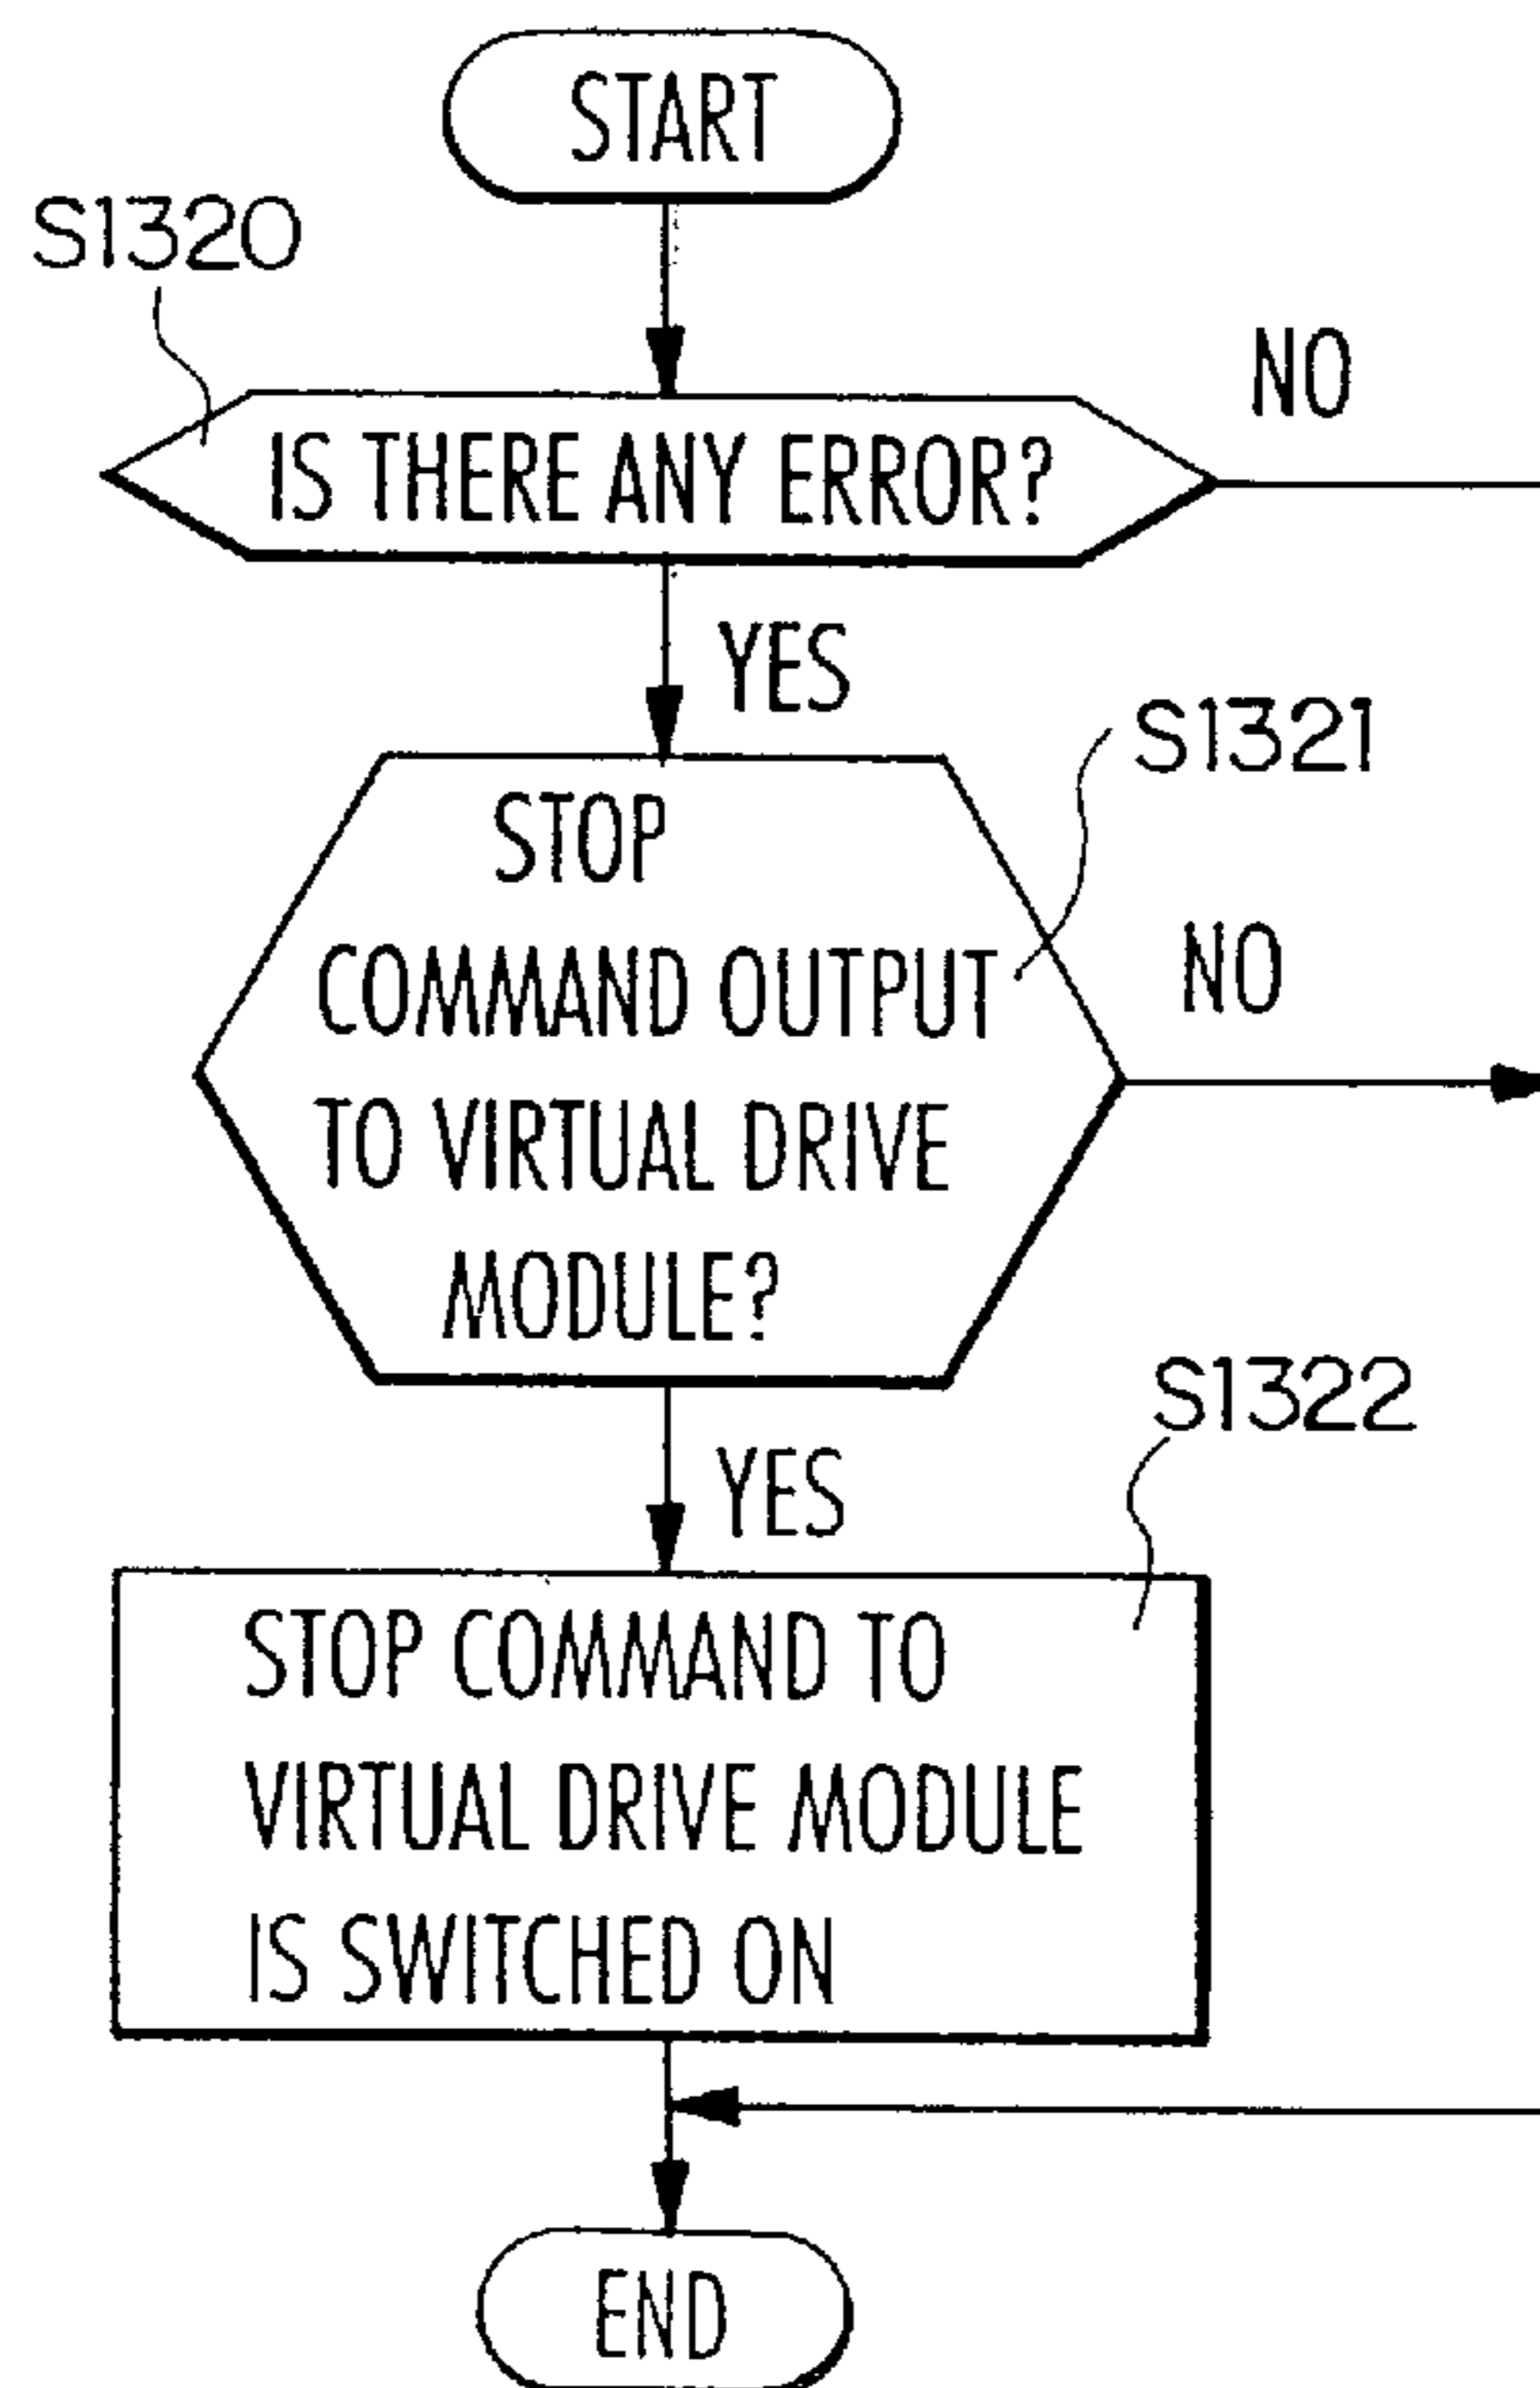 START
S1320
NO
IS THERE ANY ERROR?
YES
S1321
STOP
COMMAND OUTPUT
NO
TO VIRTUAL DRIVE
MODULE?
S1322
YES
STOP COMMAND TO
VIRTUAL DRIVE MODULE
IS SWITCHED ON
END